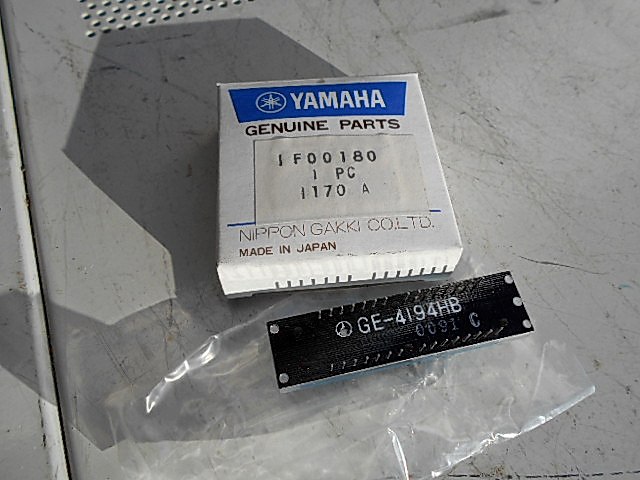 YAMAHA
GENUINE PARTS
IF00180
1 PC
1170 A
NIPPON GAKKI CO.LTD.
MADE IN JAPAN
GE-4194HB
0091 C